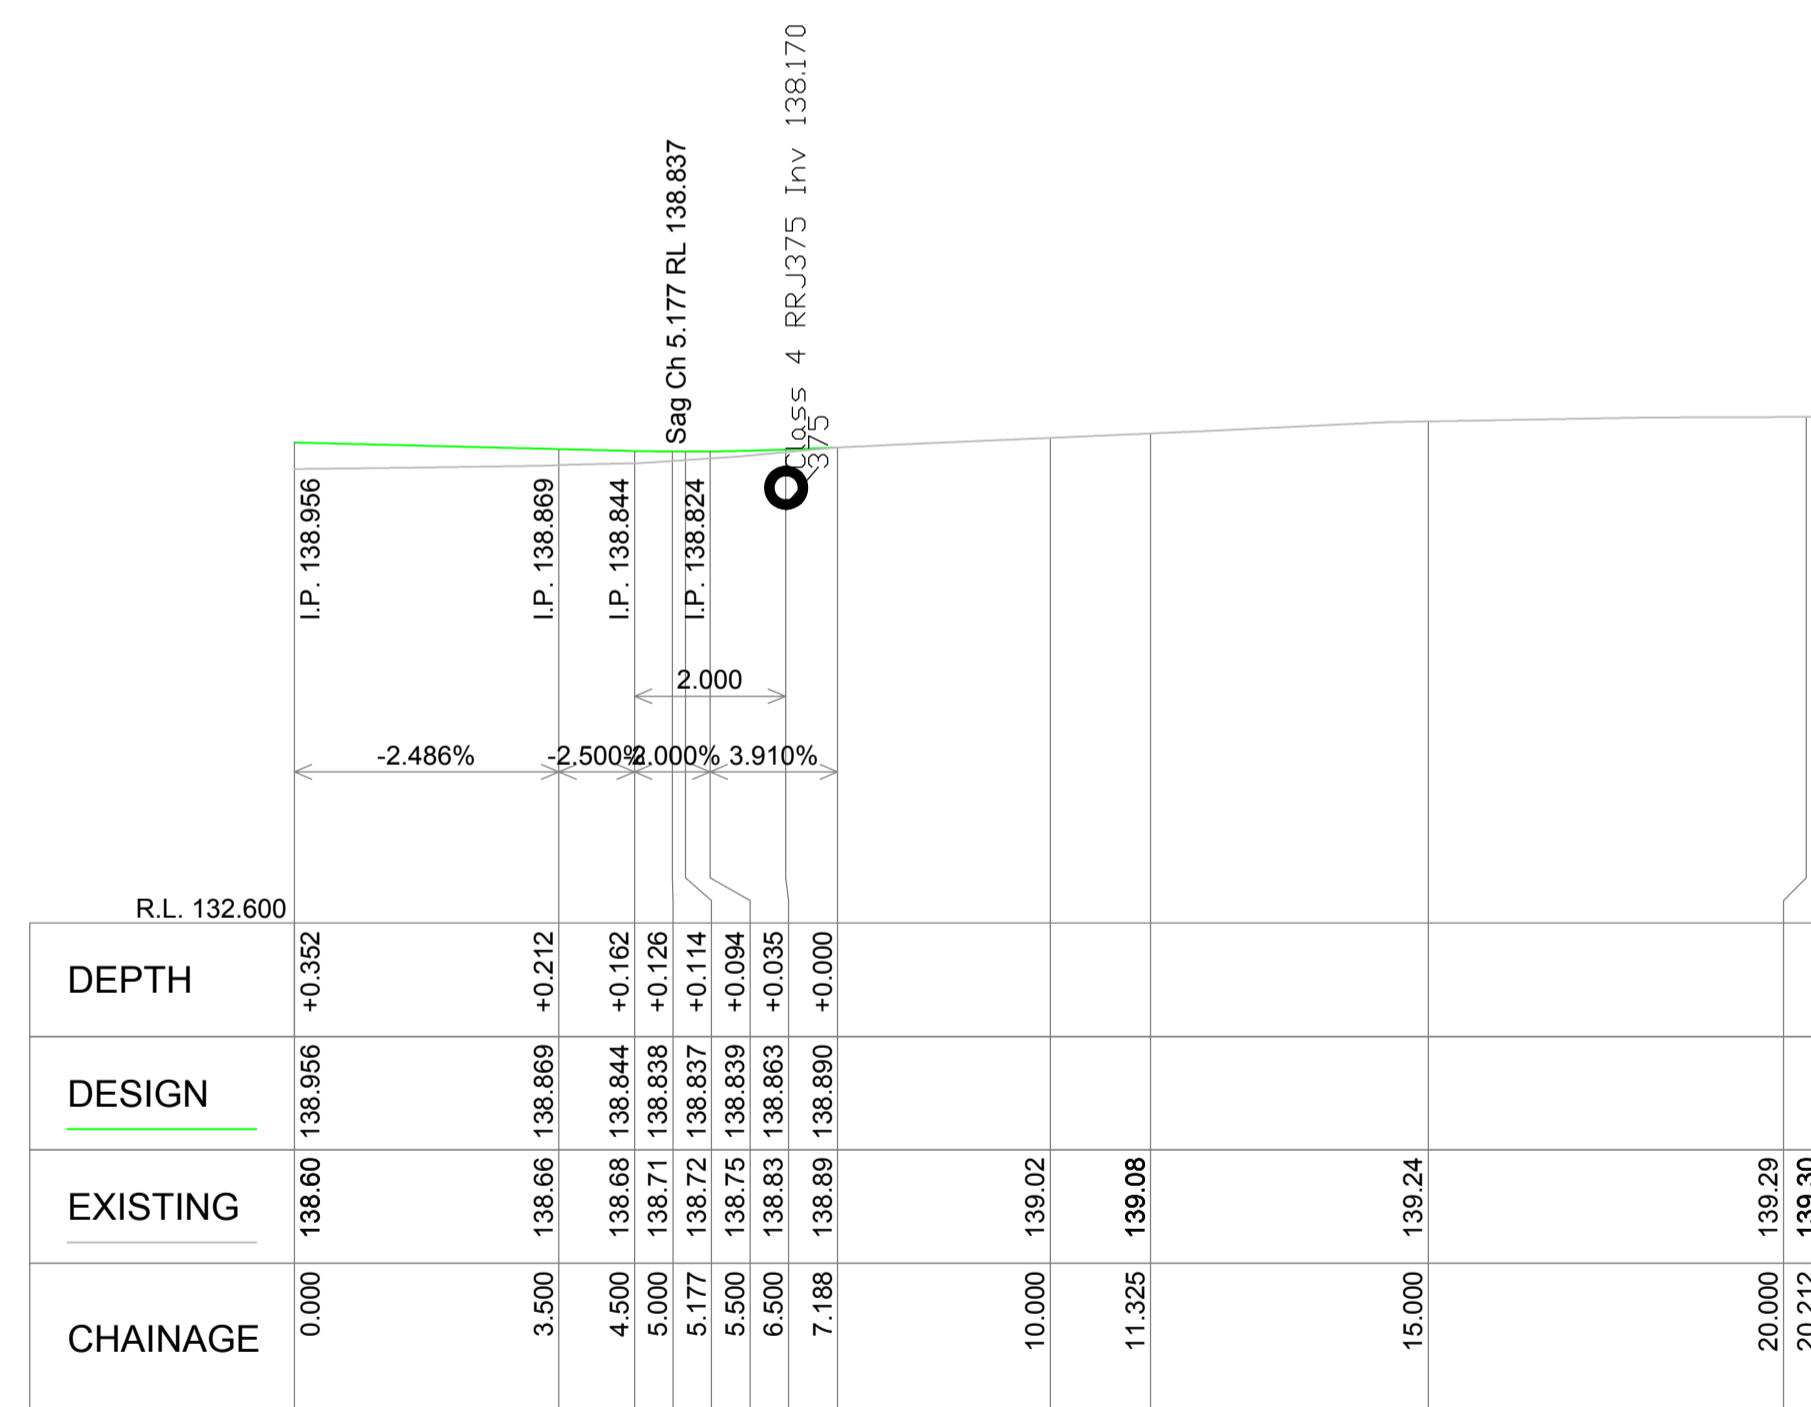 Class 4 RRJ375 Inv 138.170
375
Sag Ch 5.177 RL 138.837
I.P. 138.956
I.P. 138.869
I.P. 138.844
I.P. 138.824
2.000
-2.486%
-2.500%
-2.000%
3.910%
R.L. 132.600
DEPTH +0.352 +0.212 +0.162 +0.126 +0.114 +0.094 +0.035 +0.000
DESIGN 138.956 138.869 138.844 138.838 138.837 138.839 138.863 138.890
EXISTING 138.60 138.66 138.68 138.71 138.72 138.75 138.83 138.89 139.02 139.08 139.24 139.29 139.30
CHAINAGE 0.000 3.500 4.500 5.000 5.177 5.500 6.500 7.188 10.000 11.325 15.000 20.000 20.212